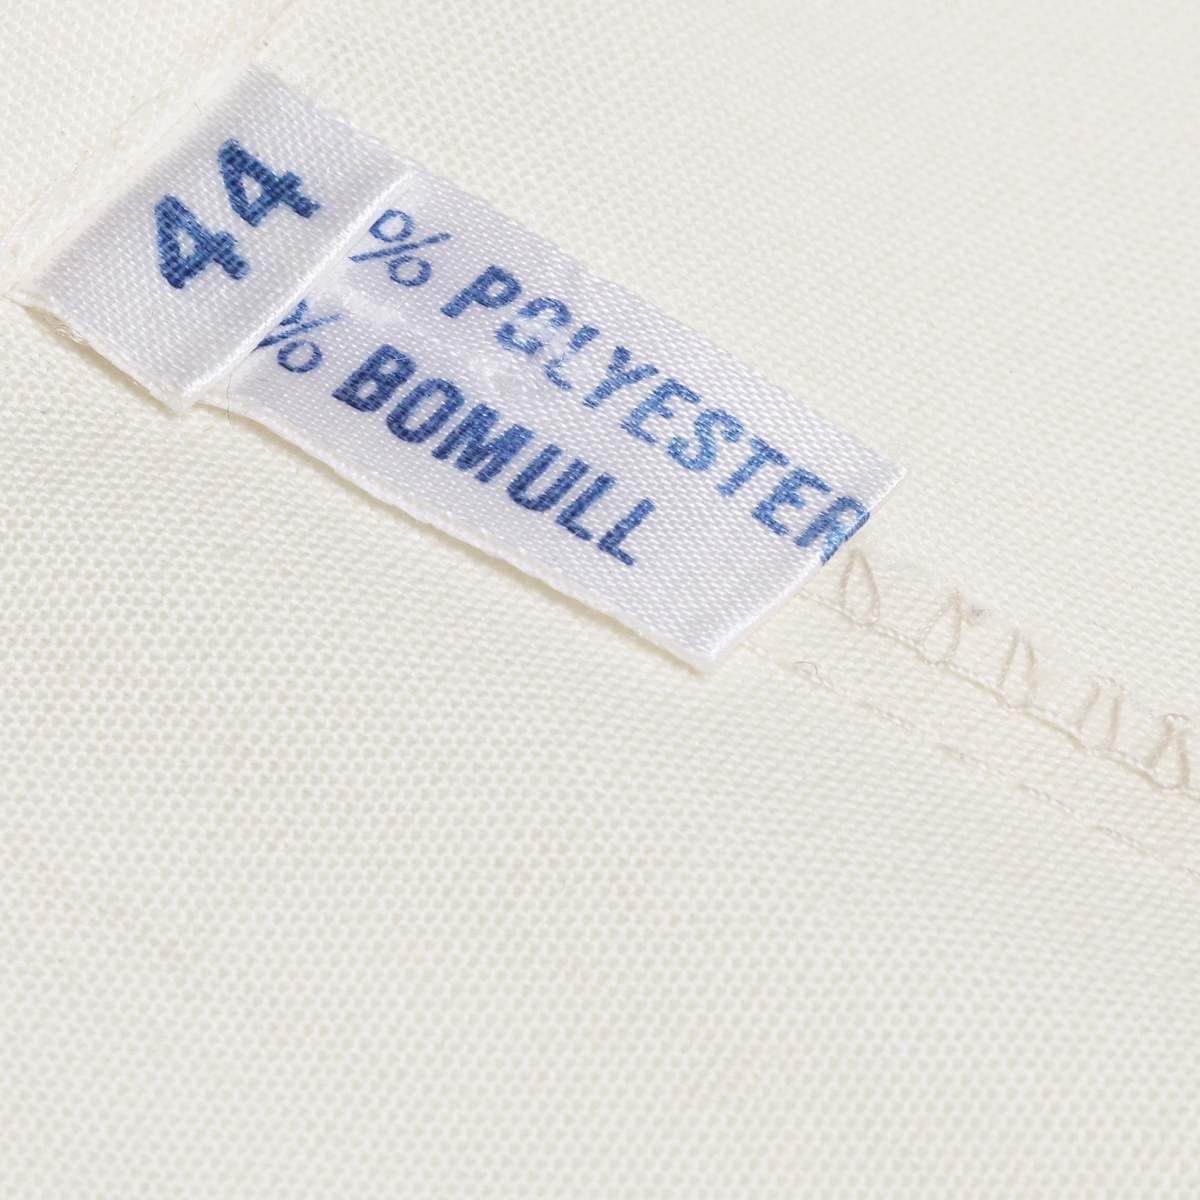 44
% POLYESTER
% BOMULL